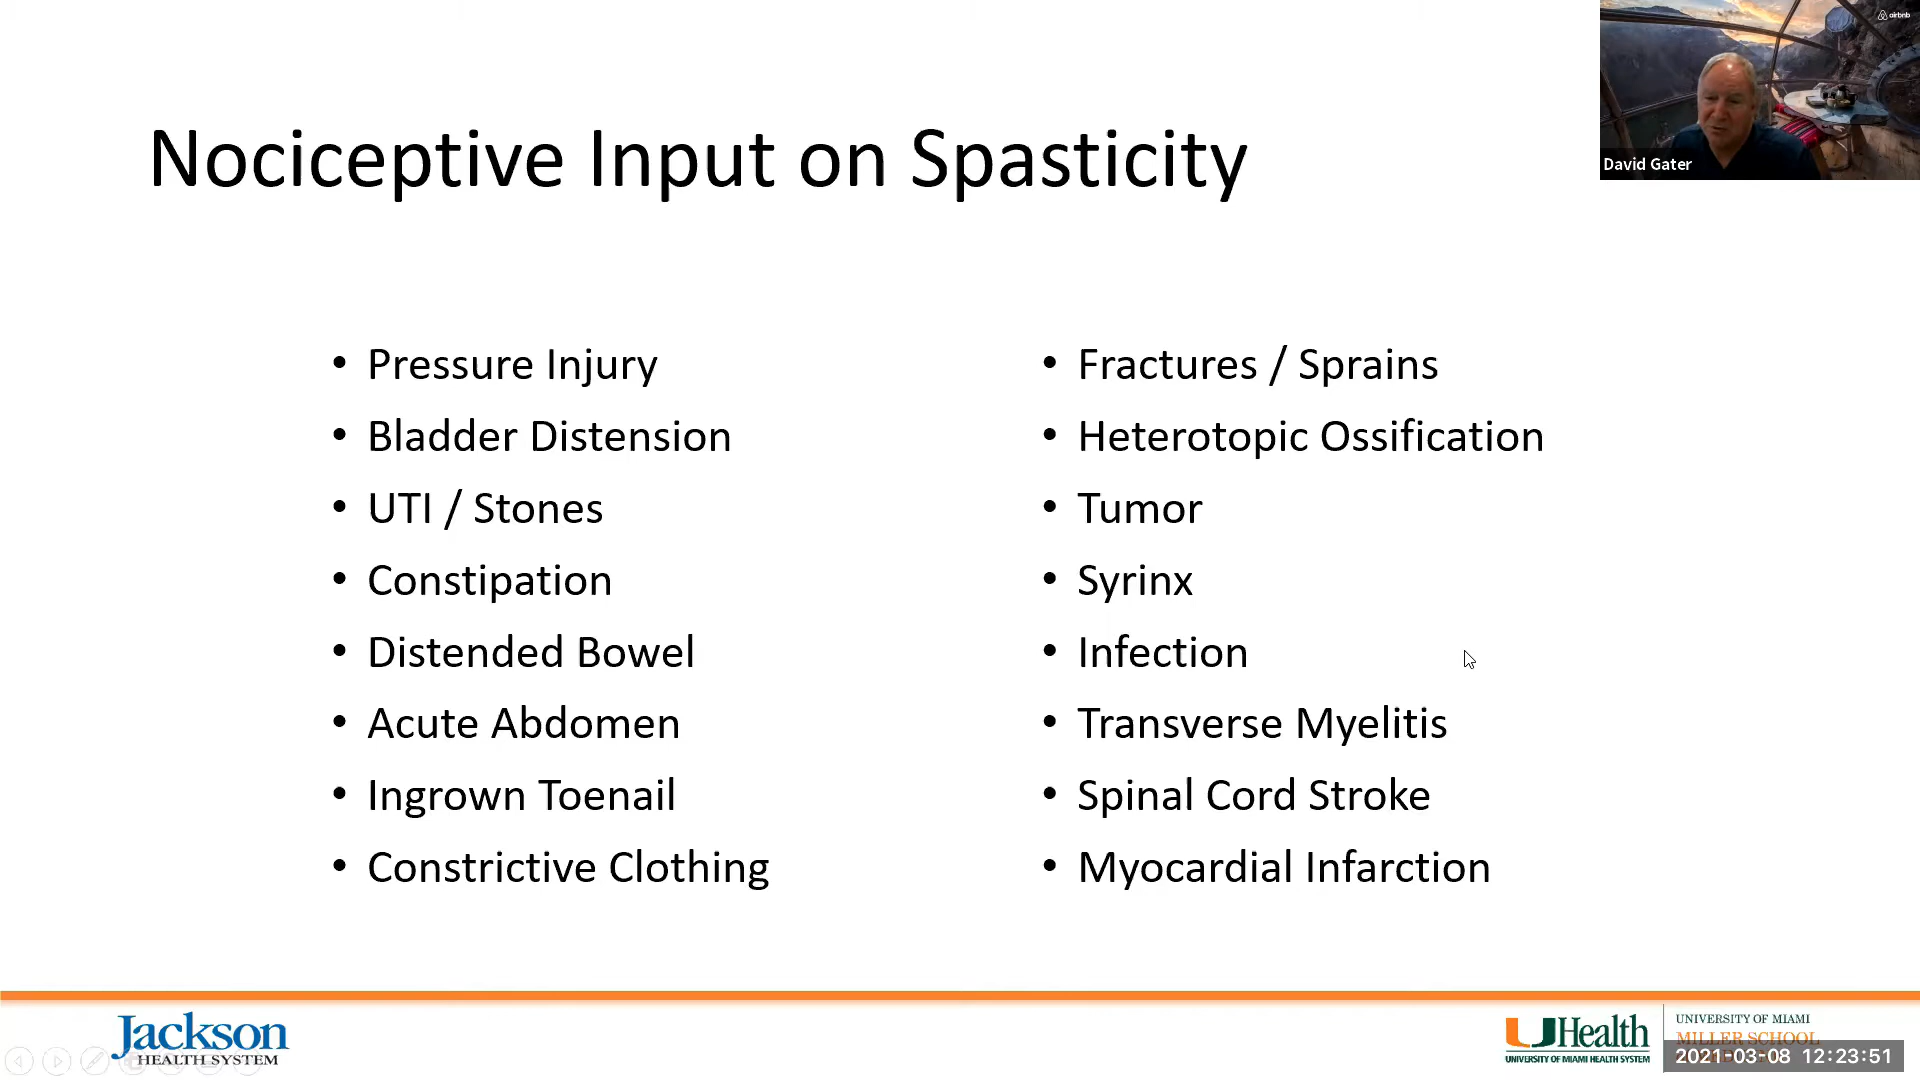 airbnb
David Gater
Nociceptive Input on Spasticity
• Pressure Injury
• Bladder Distension
• UTI / Stones
• Constipation
• Distended Bowel
• Acute Abdomen
• Ingrown Toenail
• Constrictive Clothing
• Fractures / Sprains
• Heterotopic Ossification
• Tumor
• Syrinx
• Infection
• Transverse Myelitis
• Spinal Cord Stroke
• Myocardial Infarction
Jackson
HEALTH SYSTEM
UHealth
UNIVERSITY OF MIAMI HEALTH SYSTEM
UNIVERSITY OF MIAMI
MILLER SCHOOL
2021-03-08 12:23:51